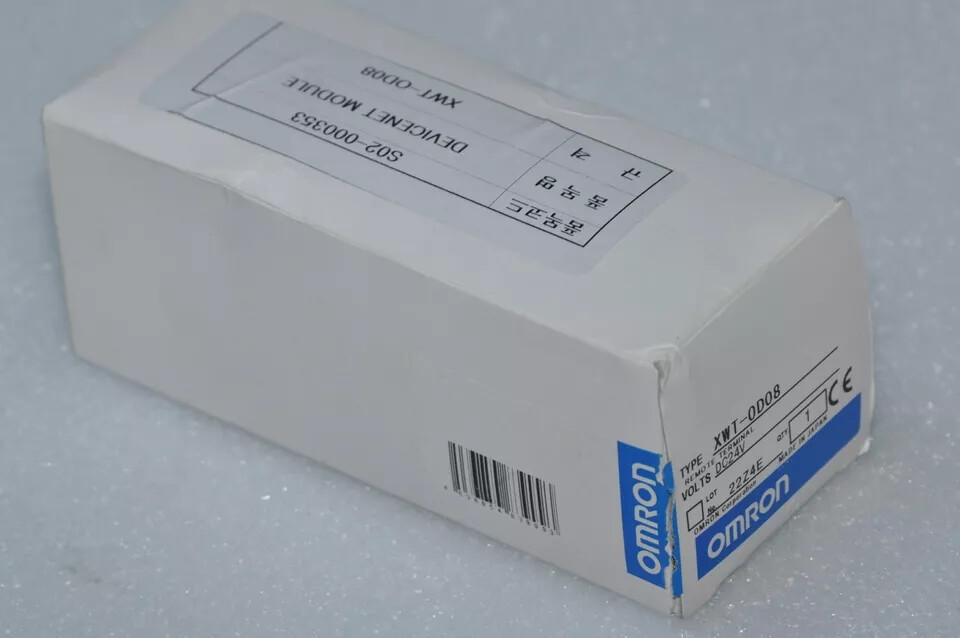 품목코드 S02-000353
품 목 명 DEVICENET MODULE
규 격 XWT-OD08
OMRON
TYPE XWT-OD08
REMOTE TERMINAL
VOLTS DC24V
LOT No. 22Z4E QTY 1
OMRON Corporation MADE IN JAPAN
CE
OMRON